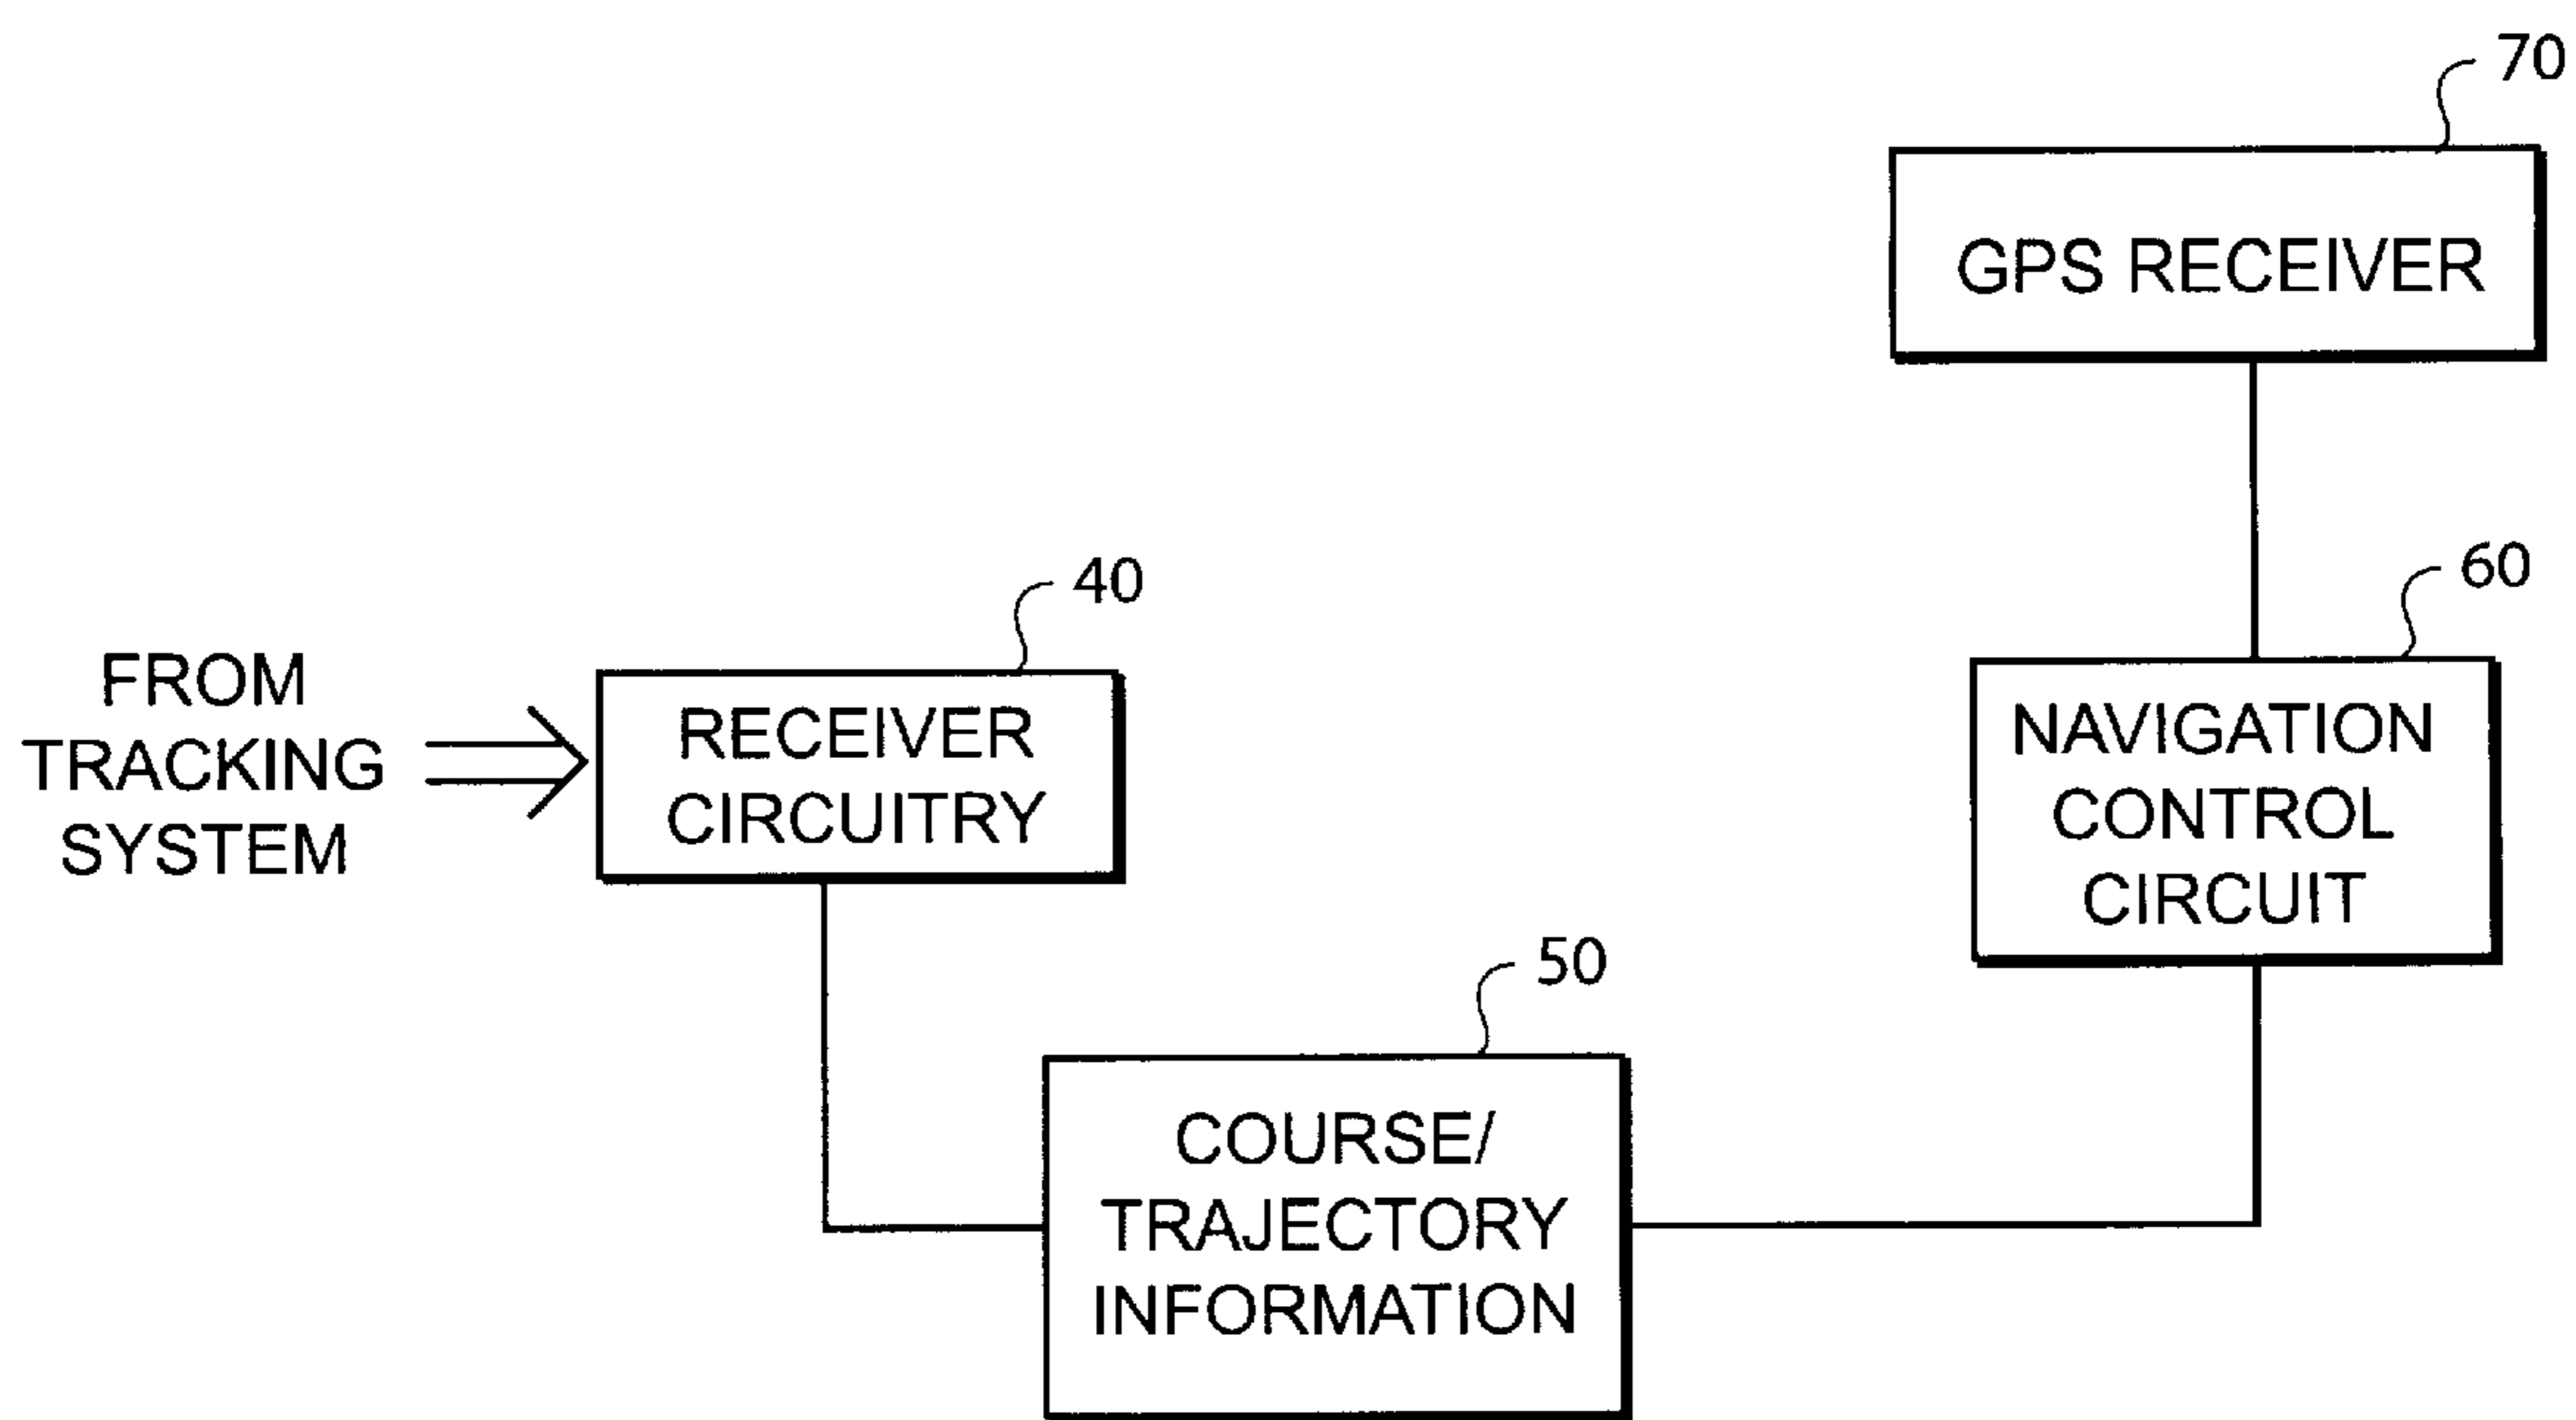 70
GPS RECEIVER
40
60
FROM
TRACKING
SYSTEM
RECEIVER
CIRCUITRY
NAVIGATION
CONTROL
CIRCUIT
50
COURSE/
TRAJECTORY
INFORMATION